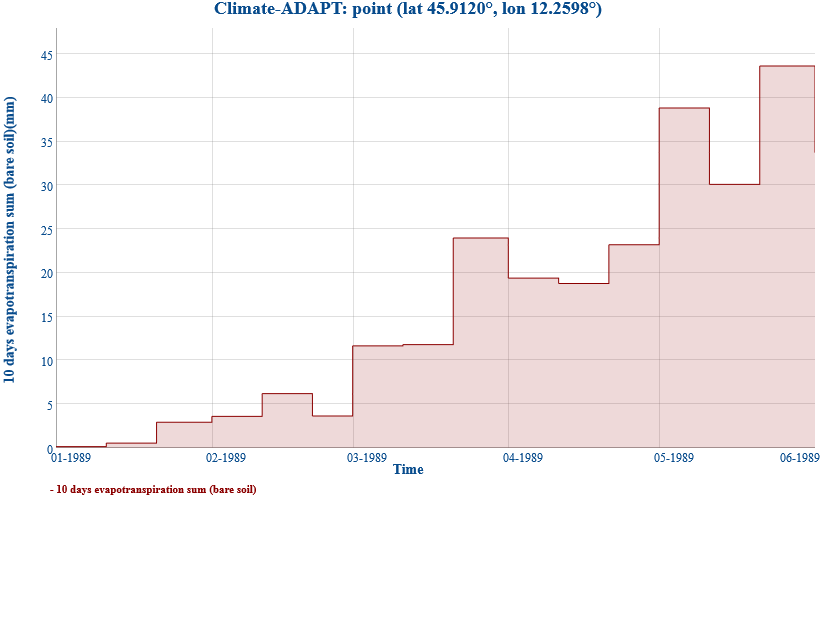 Climate-ADAPT: point (lat 45.9120°, lon 12.2598°)
10 days evapotranspiration sum (bare soil)(mm)
45
40
35
30
25
20
15
10
5
0
01-1989 02-1989 03-1989 04-1989 05-1989 06-1989
Time
- 10 days evapotranspiration sum (bare soil)